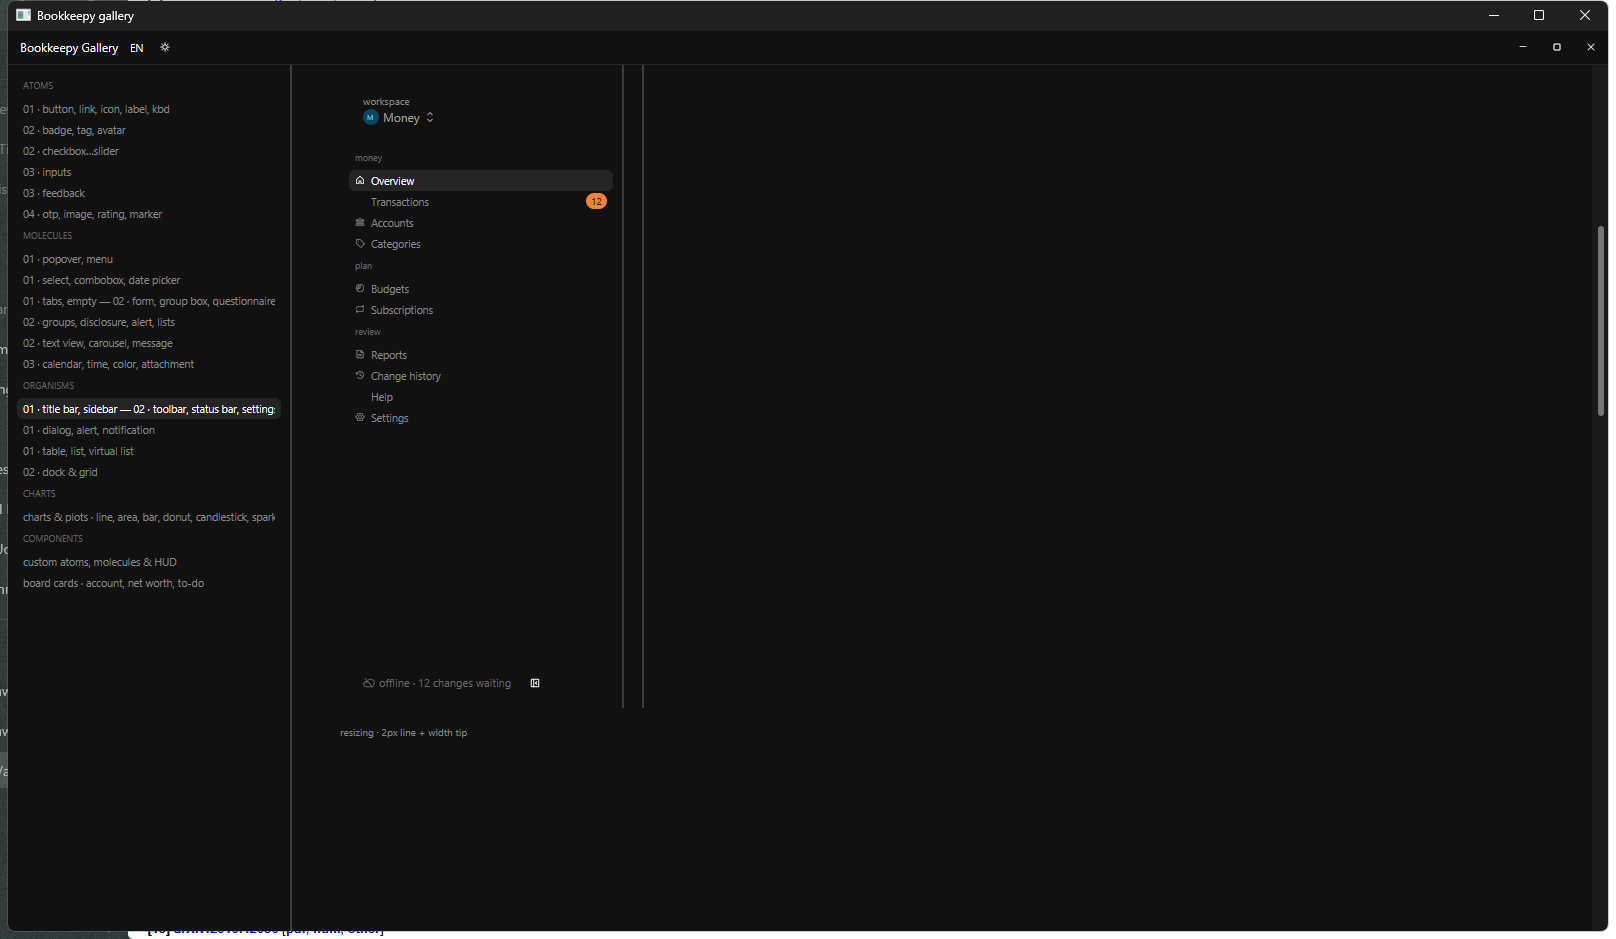 Bookkeepy gallery
Bookkeepy Gallery EN
ATOMS
01 · button, link, icon, label, kbd
02 · badge, tag, avatar
02 · checkbox...slider
03 · inputs
03 · feedback
04 · otp, image, rating, marker
MOLECULES
01 · popover, menu
01 · select, combobox, date picker
01 · tabs, empty — 02 · form, group box, questionnaire
02 · groups, disclosure, alert, lists
02 · text view, carousel, message
03 · calendar, time, color, attachment
ORGANISMS
01 · title bar, sidebar — 02 · toolbar, status bar, setting
01 · dialog, alert, notification
01 · table, list, virtual list
02 · dock & grid
CHARTS
charts & plots · line, area, bar, donut, candlestick, spark
COMPONENTS
custom atoms, molecules & HUD
board cards · account, net worth, to-do
workspace
M Money
money
Overview
Transactions 12
Accounts
Categories
plan
Budgets
Subscriptions
review
Reports
Change history
Help
Settings
offline · 12 changes waiting
resizing · 2px line + width tip